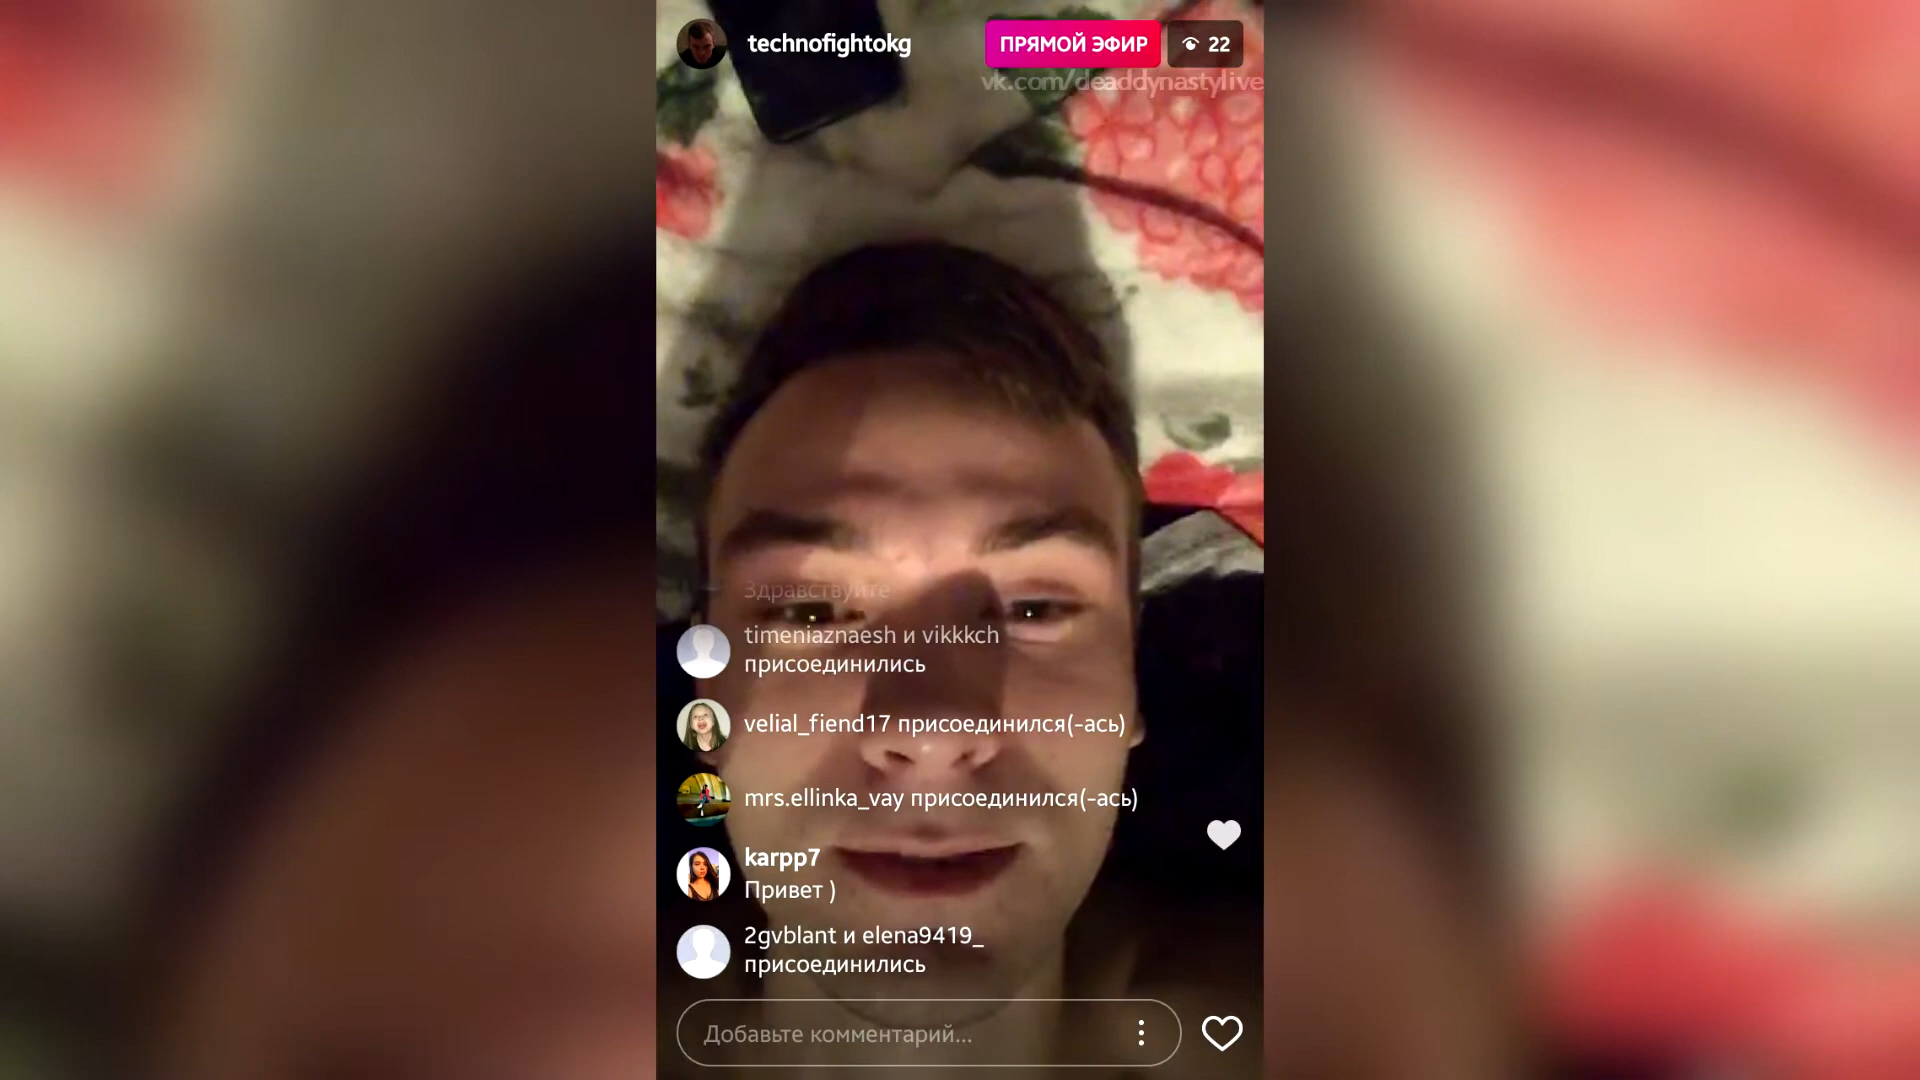 technofightokg
ПРЯМОЙ ЭФИР
22
vk.com/deaddynastylive
Здравствуйте
timeniaznaesh и vikkkch
присоединились
velial_fiend17 присоединился(-ась)
mrs.ellinka_vay присоединился(-ась)
karpp7
Привет )
2gvblant и elena9419_
присоединились
Добавьте комментарий...